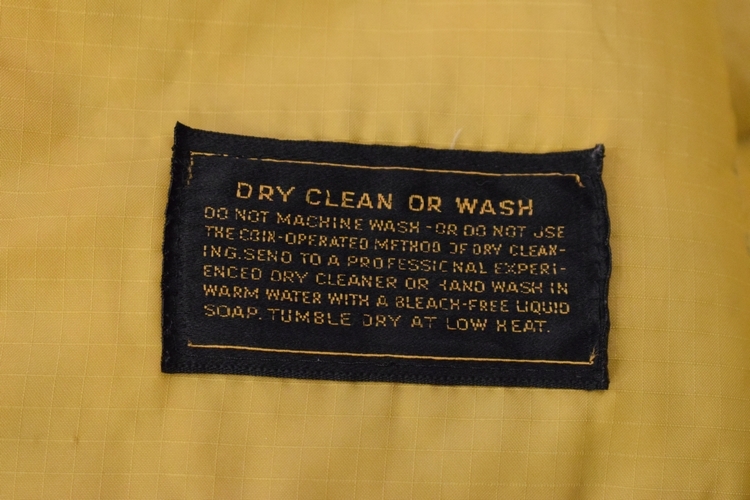 DRY CLEAN OR WASH
DO NOT MACHINE WASH - OR DO NOT USE
THE COIN-OPERATED METHOD OF DRY CLEAN-
ING. SEND TO A PROFESSIONAL EXPERI-
ENCED DRY CLEANER OR HAND WASH IN
WARM WATER WITH A BLEACH-FREE LIQUID
SOAP. TUMBLE DRY AT LOW HEAT.